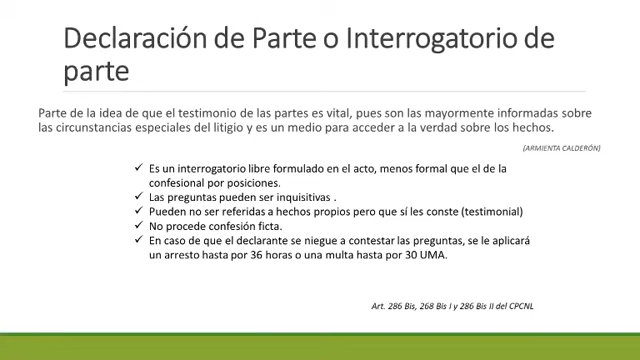 Declaración de Parte o Interrogatorio de
parte
Parte de la idea de que el testimonio de las partes es vital, pues son las mayormente informadas sobre
las circunstancias especiales del litigio y es un medio para acceder a la verdad sobre los hechos.
(ARMIENTA CALDERÓN)
✓ Es un interrogatorio libre formulado en el acto, menos formal que el de la
confesional por posiciones.
✓ Las preguntas pueden ser inquisitivas .
✓ Pueden no ser referidas a hechos propios pero que sí les conste (testimonial)
✓ No procede confesión ficta.
✓ En caso de que el declarante se niegue a contestar las preguntas, se le aplicará
un arresto hasta por 36 horas o una multa hasta por 30 UMA.
Art. 286 Bis, 268 Bis I y 286 Bis II del CPCNL